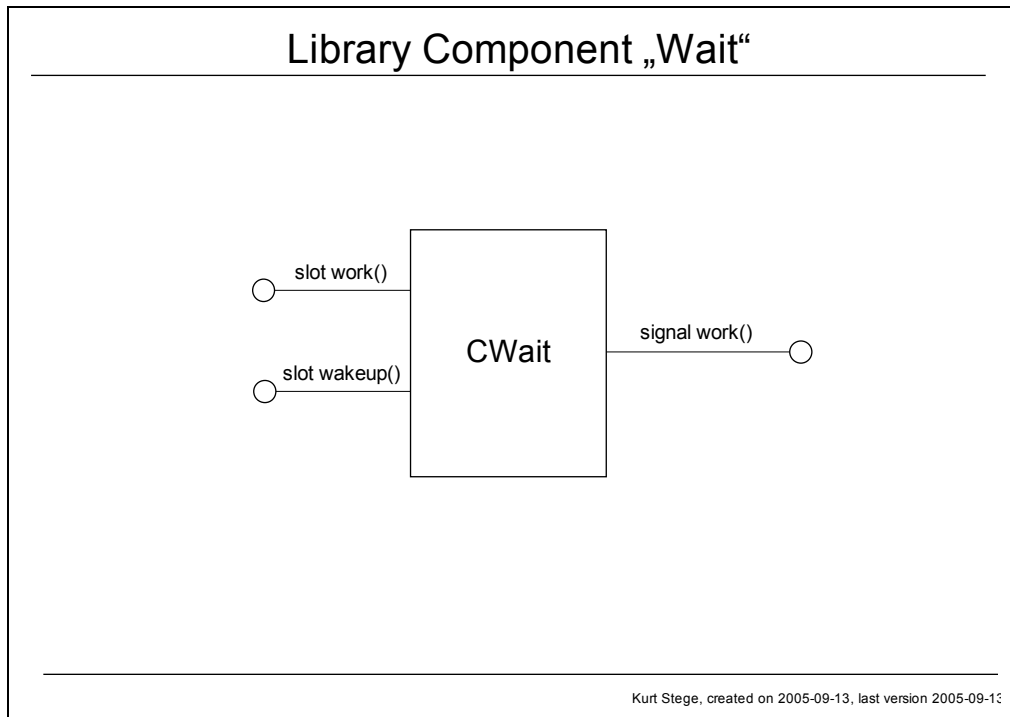 Library Component „Wait“
slot work()
CWait
signal work()
slot wakeup()
Kurt Stege, created on 2005-09-13, last version 2005-09-13